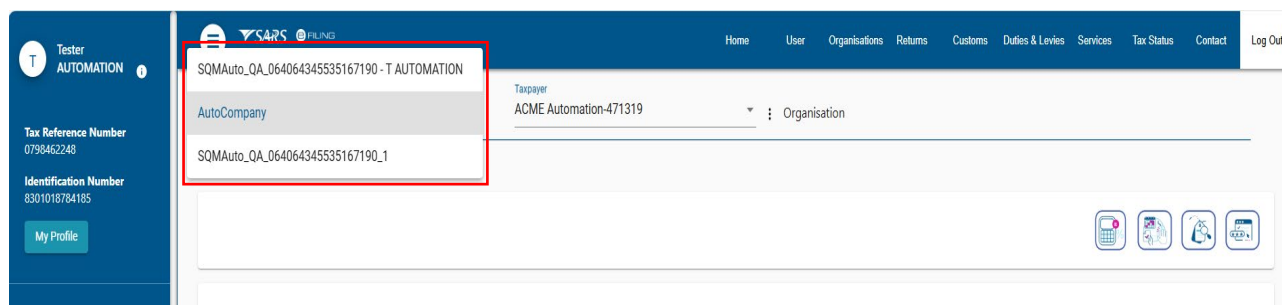 T
Tester
AUTOMATION
i
Tax Reference Number
0798462248
Identification Number
8301018784185
My Profile
SARS eFILING
Home User Organisations Returns Customs Duties & Levies Services Tax Status Contact Log Out
SQMAuto_QA_064064345535167190 - T AUTOMATION
AutoCompany
SQMAuto_QA_064064345535167190_1
Taxpayer
ACME Automation-471319
Organisation